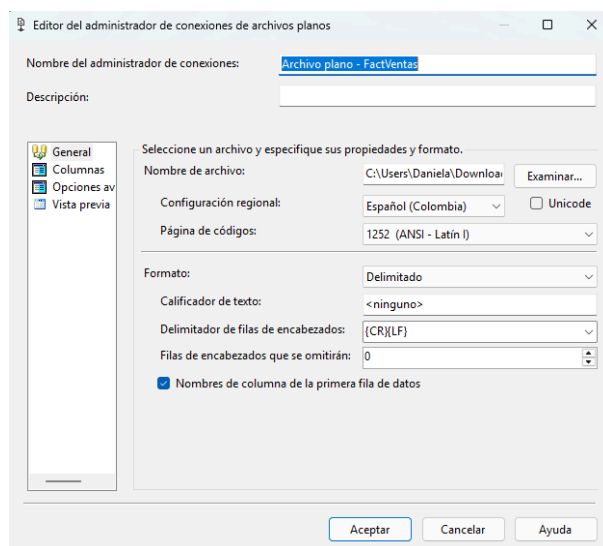 Editor del administrador de conexiones de archivos planos
Nombre del administrador de conexiones: Archivo plano - FactVentas
Descripción:
General
Columnas
Opciones av
Vista previa
Seleccione un archivo y especifique sus propiedades y formato.
Nombre de archivo: C:\Users\Daniela\Downloa Examinar...
Configuración regional: Español (Colombia) Unicode
Página de códigos: 1252 (ANSI - Latín I)
Formato: Delimitado
Calificador de texto: <ninguno>
Delimitador de filas de encabezados: {CR}{LF}
Filas de encabezados que se omitirán: 0
Nombres de columna de la primera fila de datos
Aceptar Cancelar Ayuda